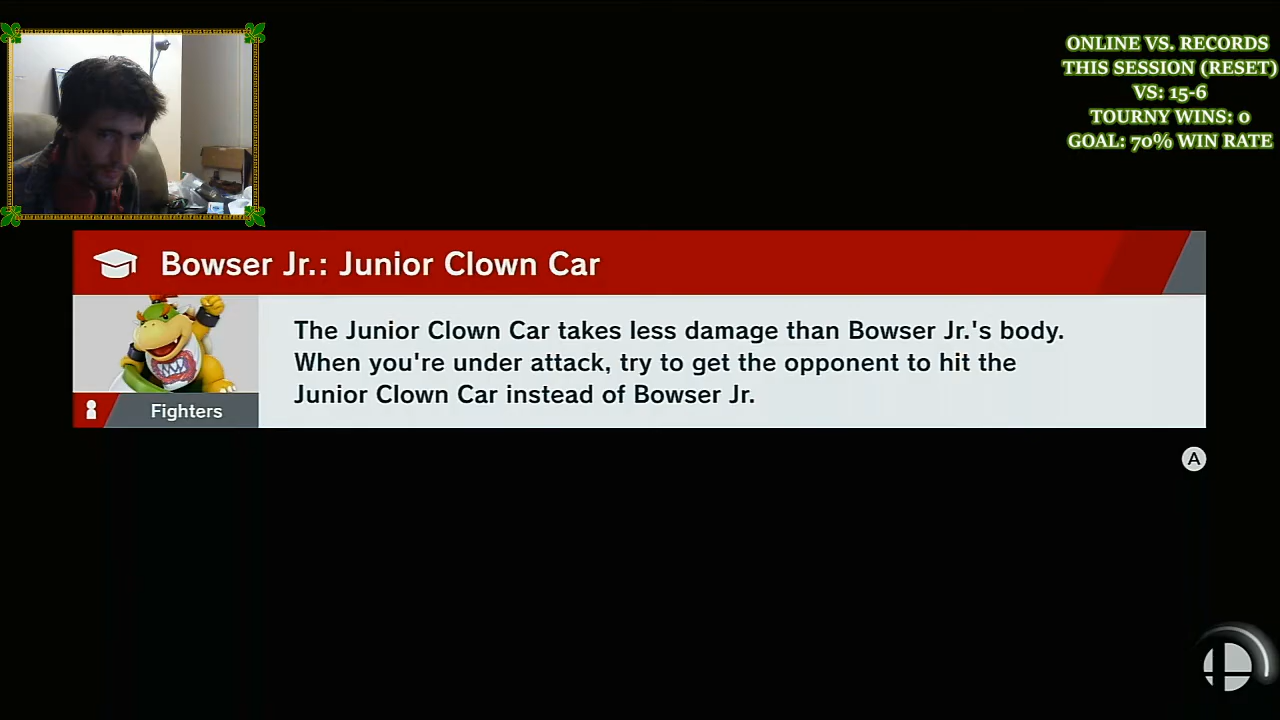 ONLINE VS. RECORDS
THIS SESSION (RESET)
VS: 15-6
TOURNY WINS: 0
GOAL: 70% WIN RATE
Bowser Jr.: Junior Clown Car
The Junior Clown Car takes less damage than Bowser Jr.'s body.
When you're under attack, try to get the opponent to hit the
Junior Clown Car instead of Bowser Jr.
Fighters
A